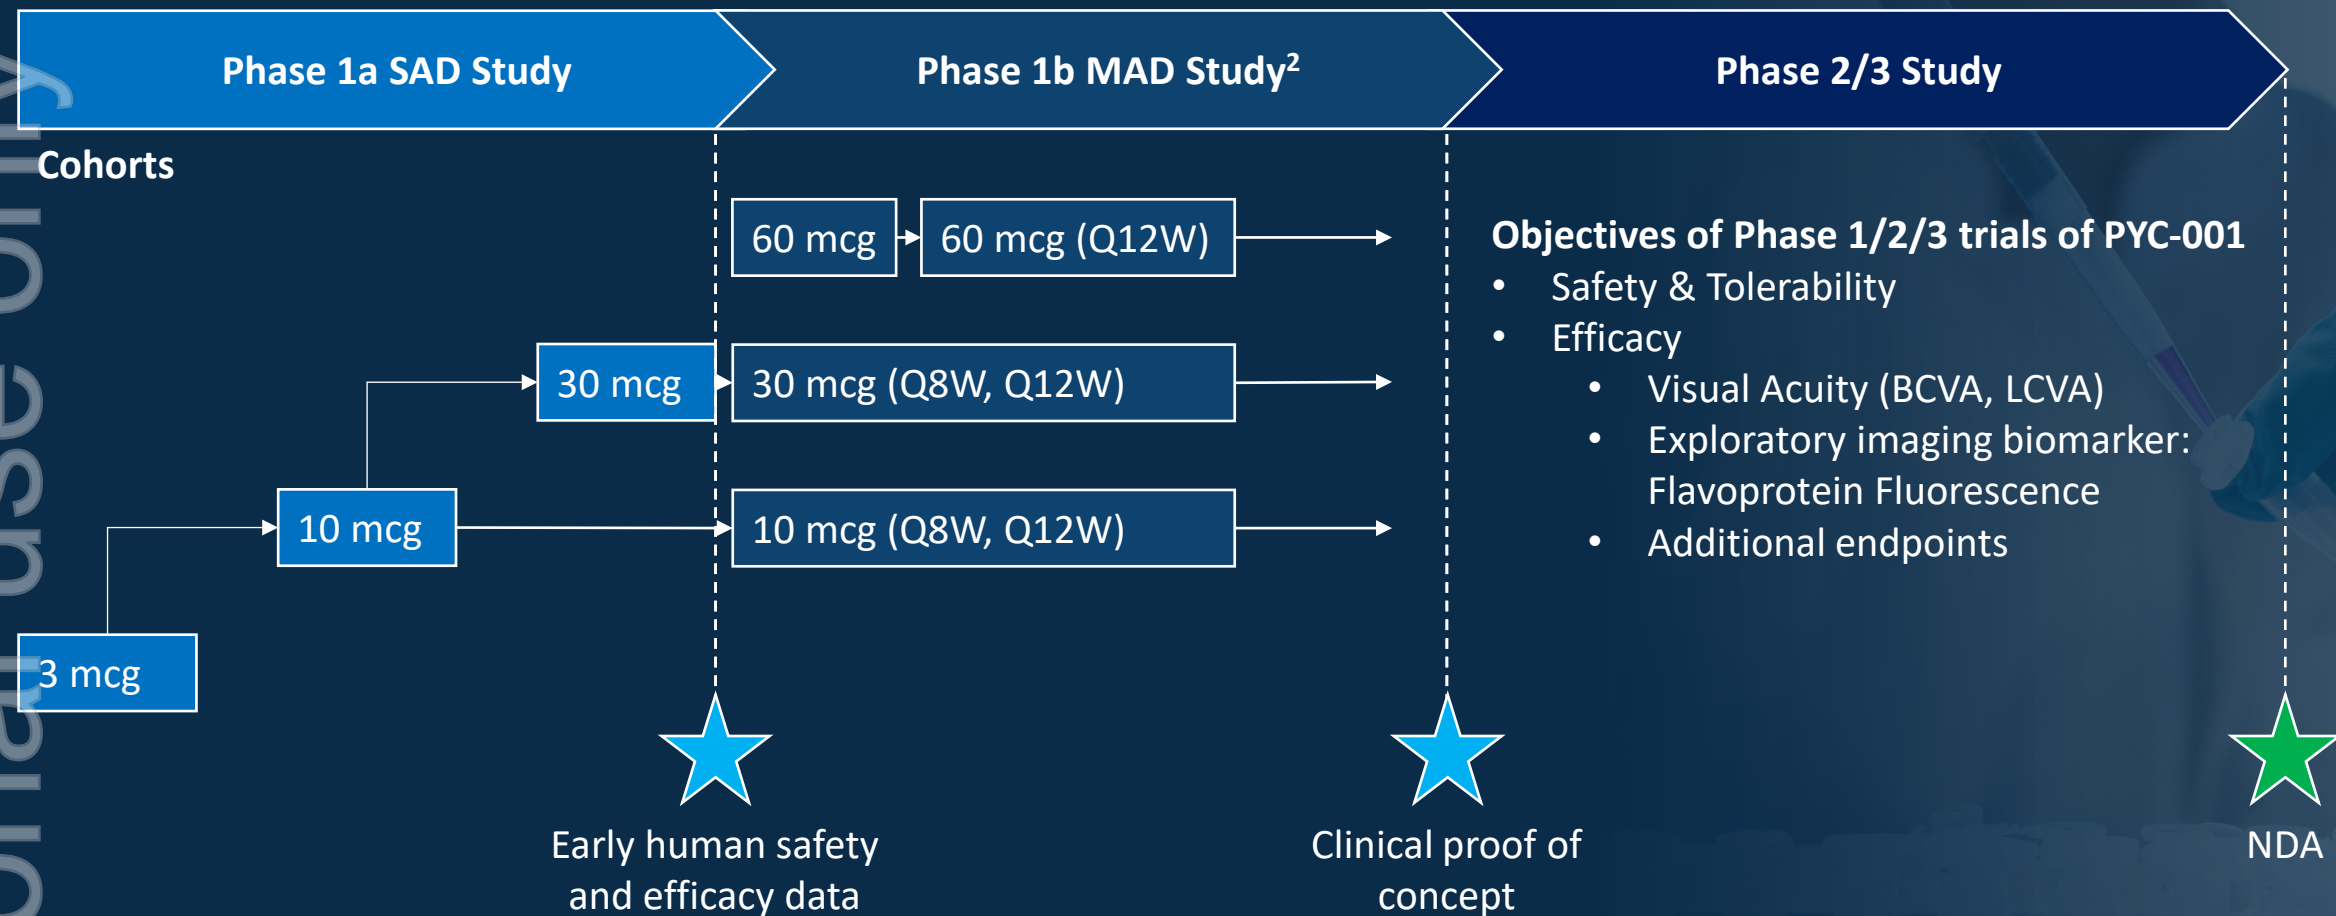 Phase 1a SAD Study
Phase 1b MAD Study²
Phase 2/3 Study
Cohorts
60 mcg
60 mcg (Q12W)
30 mcg
30 mcg (Q8W, Q12W)
10 mcg
10 mcg (Q8W, Q12W)
3 mcg
Objectives of Phase 1/2/3 trials of PYC-001
• Safety & Tolerability
• Efficacy
• Visual Acuity (BCVA, LCVA)
• Exploratory imaging biomarker:
Flavoprotein Fluorescence
• Additional endpoints
Early human safety
and efficacy data
Clinical proof of
concept
NDA
use only